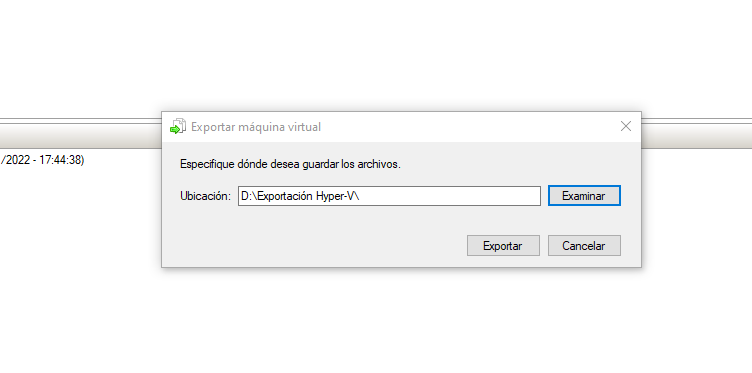 Exportar máquina virtual
/2022 - 17:44:38)
Especifique dónde desea guardar los archivos.
Ubicación: D:\Exportación Hyper-V\ Examinar
Exportar Cancelar